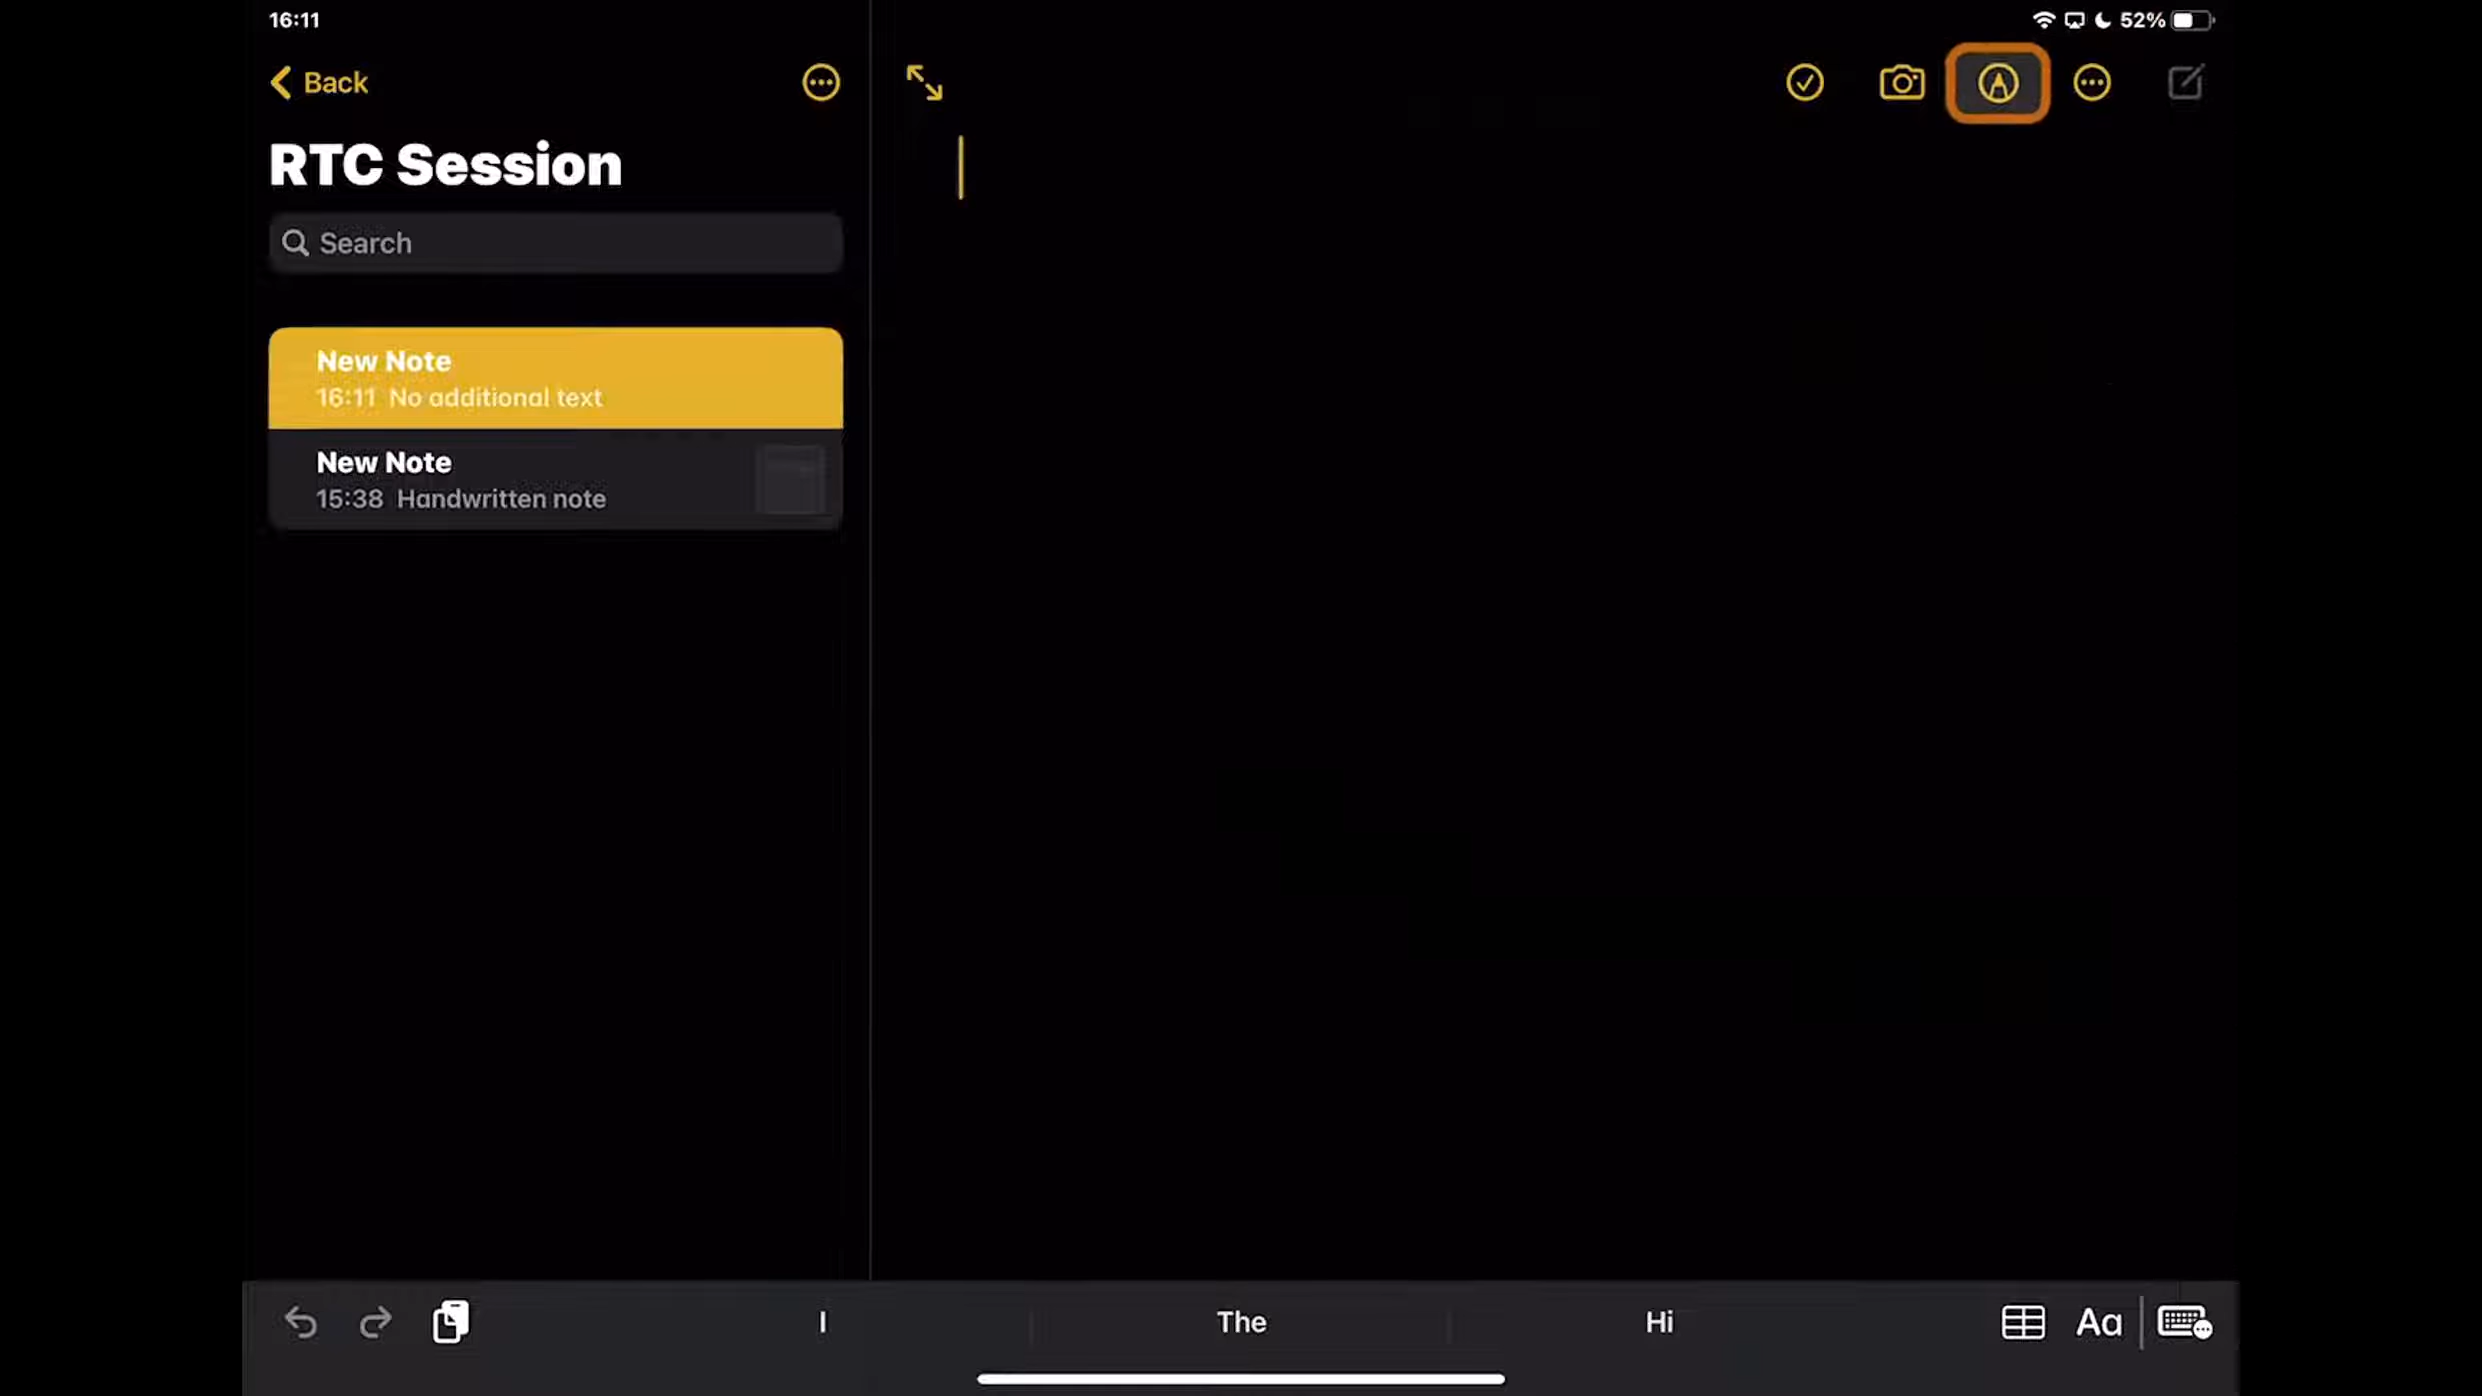 16:11
52%
Back
RTC Session
Search
New Note
16:11 No additional text
New Note
15:38 Handwritten note
I
The
Hi
Aa